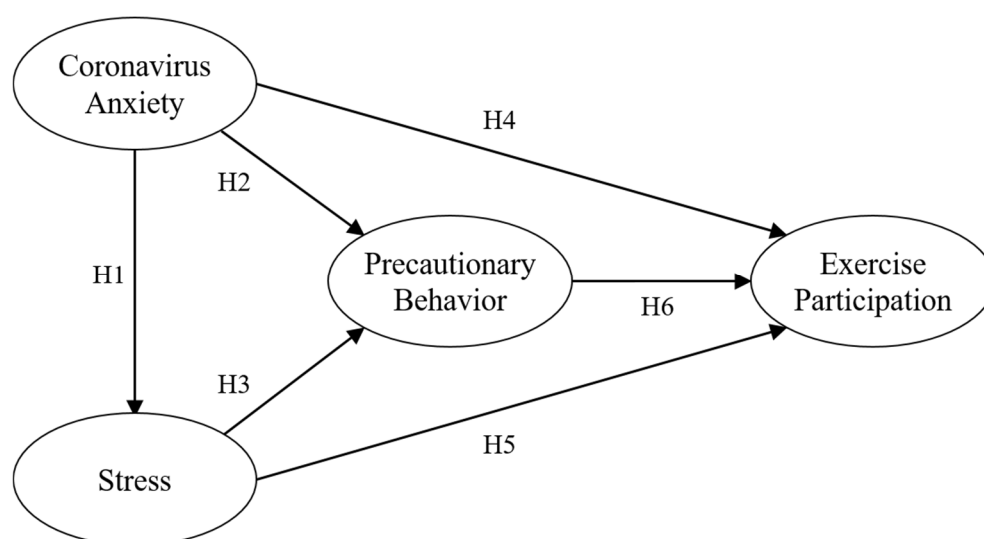 Coronavirus
Anxiety
H4
H2
Precautionary
Behavior
Exercise
Participation
H1
H6
H3
H5
Stress